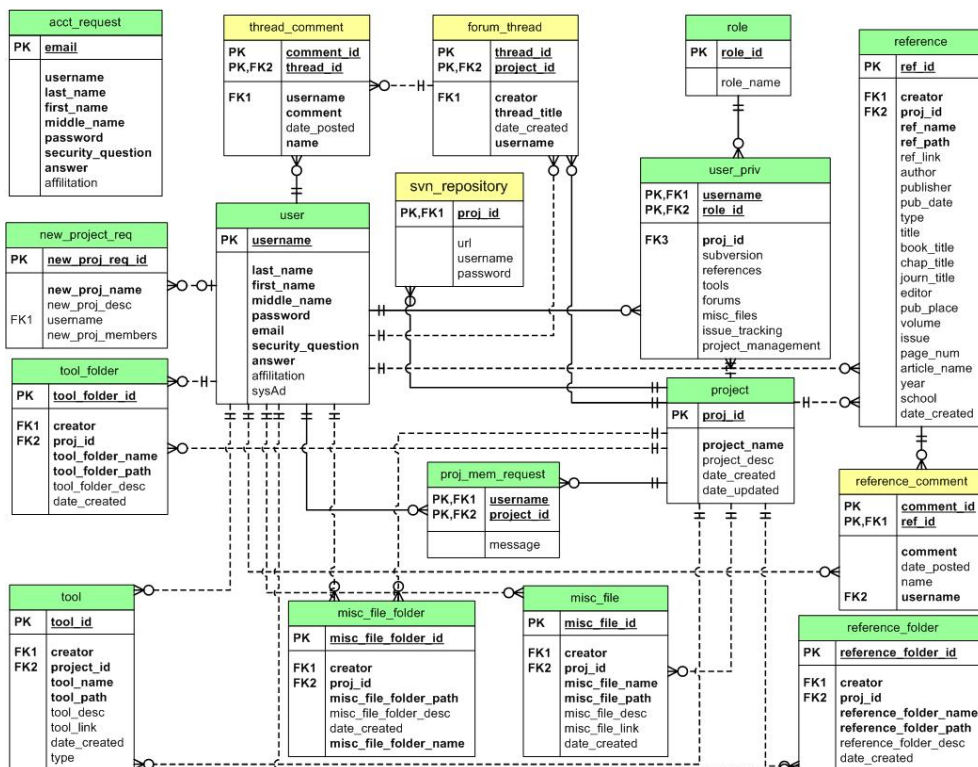 acct_request
PK email
username
last_name
first_name
middle_name
password
security_question
answer
affilitation
thread_comment
PK comment_id
PK,FK2 thread_id
FK1 username
comment
date_posted
name
forum_thread
PK thread_id
PK,FK2 project_id
FK1 creator
thread_title
date_created
username
role
PK role_id
role_name
reference
PK ref_id
FK1 creator
FK2 proj_id
ref_name
ref_path
ref_link
author
publisher
pub_date
type
title
book_title
chap_title
journ_title
editor
pub_place
volume
issue
page_num
article_name
year
school
date_created
user_priv
PK,FK1 username
PK,FK2 role_id
FK3 proj_id
subversion
references
tools
forums
misc_files
issue_tracking
project_management
svn_repository
PK,FK1 proj_id
url
username
password
user
PK username
last_name
first_name
middle_name
password
email
security_question
answer
affilitation
sysAd
new_project_req
PK new_proj_req_id
new_proj_name
new_proj_desc
FK1 username
new_proj_members
tool_folder
PK tool_folder_id
FK1 creator
FK2 proj_id
tool_folder_name
tool_folder_path
tool_folder_desc
date_created
project
PK proj_id
project_name
project_desc
date_created
date_updated
proj_mem_request
PK,FK1 username
PK,FK2 project_id
message
reference_comment
PK comment_id
PK,FK1 ref_id
comment
date_posted
name
FK2 username
tool
PK tool_id
FK1 creator
FK2 project_id
tool_name
tool_path
tool_desc
tool_link
date_created
type
misc_file_folder
PK misc_file_folder_id
FK1 creator
FK2 proj_id
misc_file_folder_path
misc_file_folder_desc
date_created
misc_file_folder_name
misc_file
PK misc_file_id
FK1 creator
FK2 proj_id
misc_file_name
misc_file_path
misc_file_desc
misc_file_link
date_created
reference_folder
PK reference_folder_id
FK1 creator
FK2 proj_id
reference_folder_name
reference_folder_path
reference_folder_desc
date_created